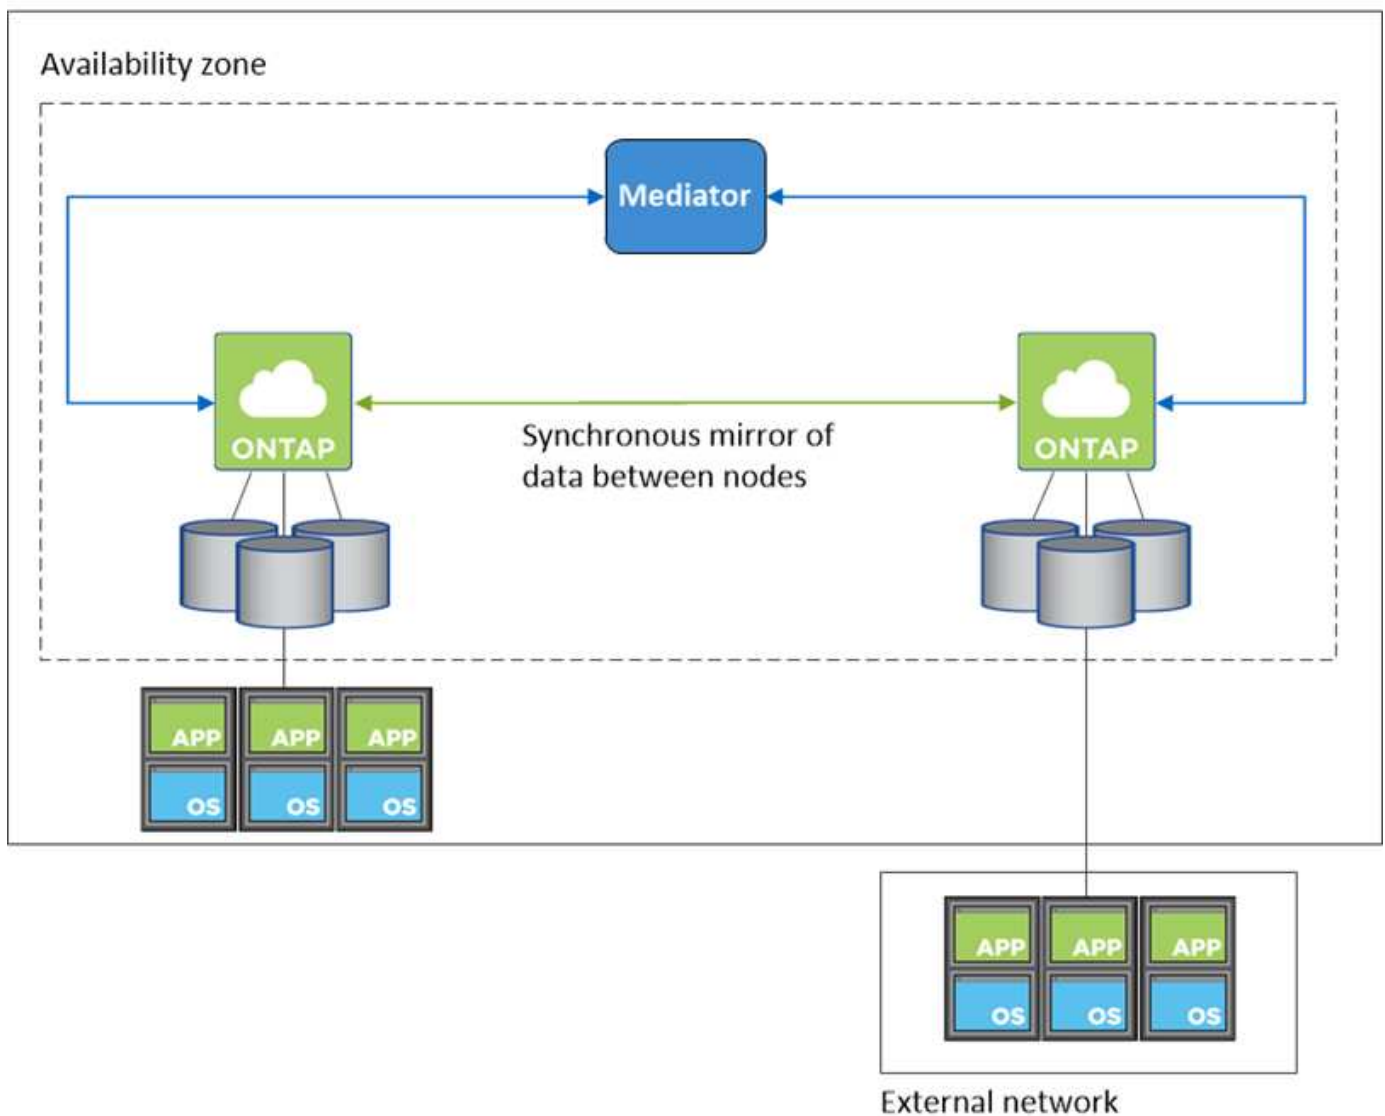 Availability zone
Mediator
ONTAP
ONTAP
Synchronous mirror of
data between nodes
APP
APP
APP
OS
OS
OS
APP
APP
APP
OS
OS
OS
External network